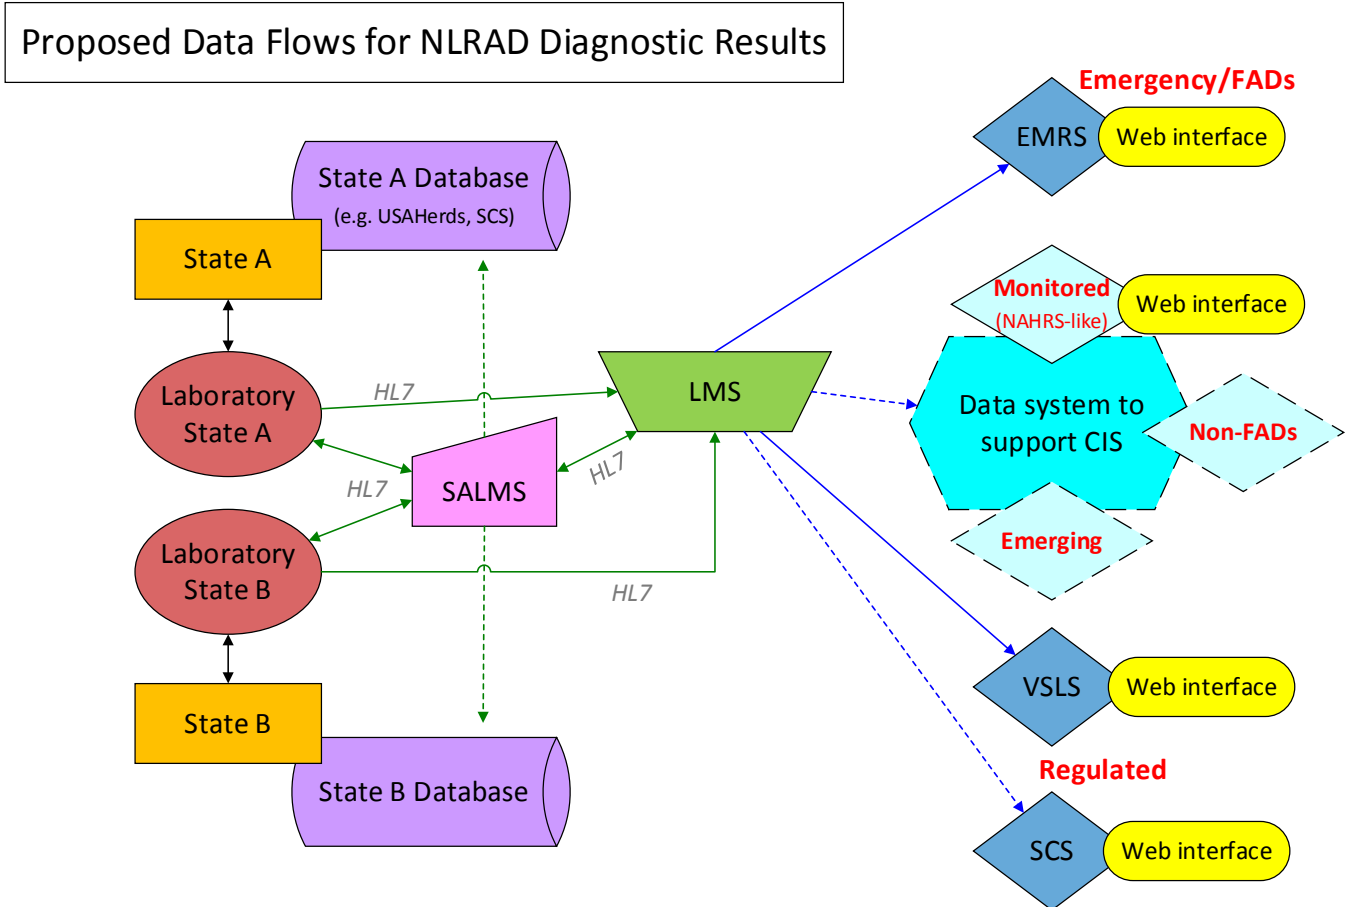 Proposed Data Flows for NLRAD Diagnostic Results
Emergency/FADs
EMRS
Web interface
State A Database
(e.g. USAHerds, SCS)
State A
Monitored
(NAHRS-like)
Web interface
Laboratory
State A
HL7
LMS
Data system to
support CIS
Non-FADs
HL7
SALMS
HL7
Emerging
Laboratory
State B
HL7
State B
VSLS
Web interface
State B Database
Regulated
SCS
Web interface